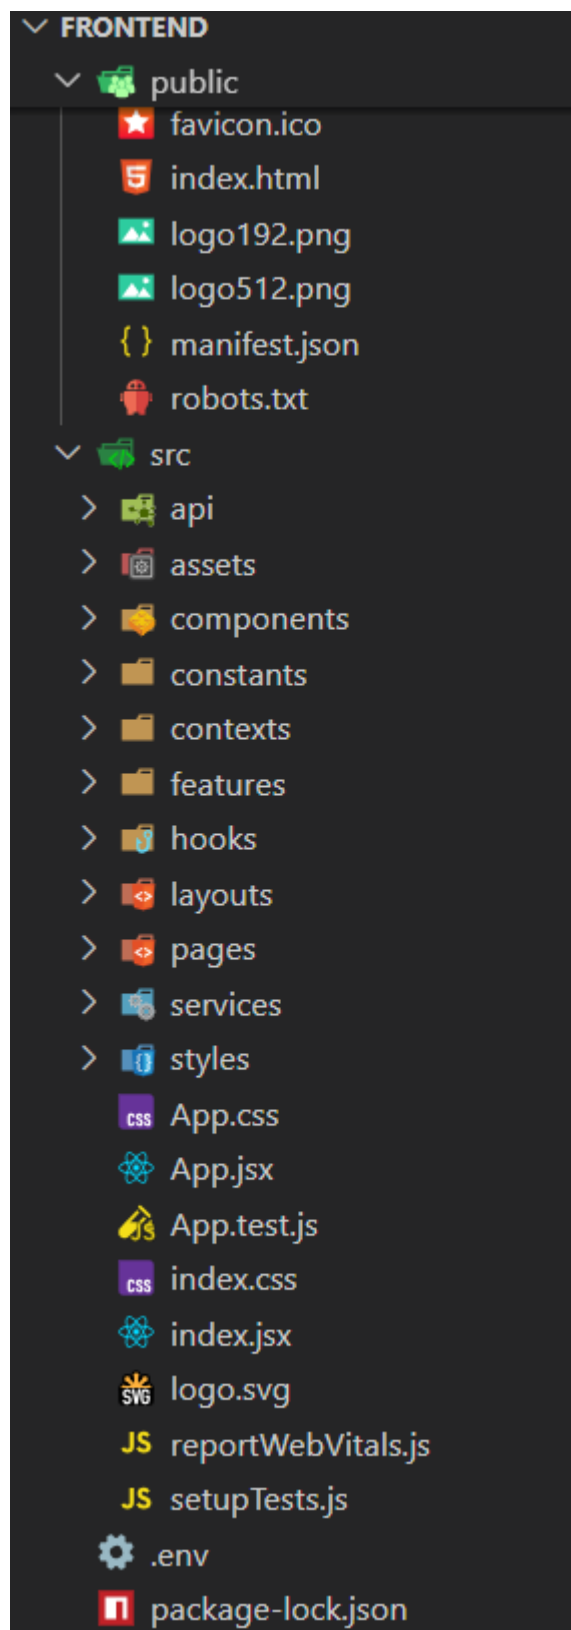 FRONTEND
public
favicon.ico
index.html
logo192.png
logo512.png
manifest.json
robots.txt
src
api
assets
components
constants
contexts
features
hooks
layouts
pages
services
styles
App.css
App.jsx
App.test.js
index.css
index.jsx
logo.svg
reportWebVitals.js
setupTests.js
.env
package-lock.json